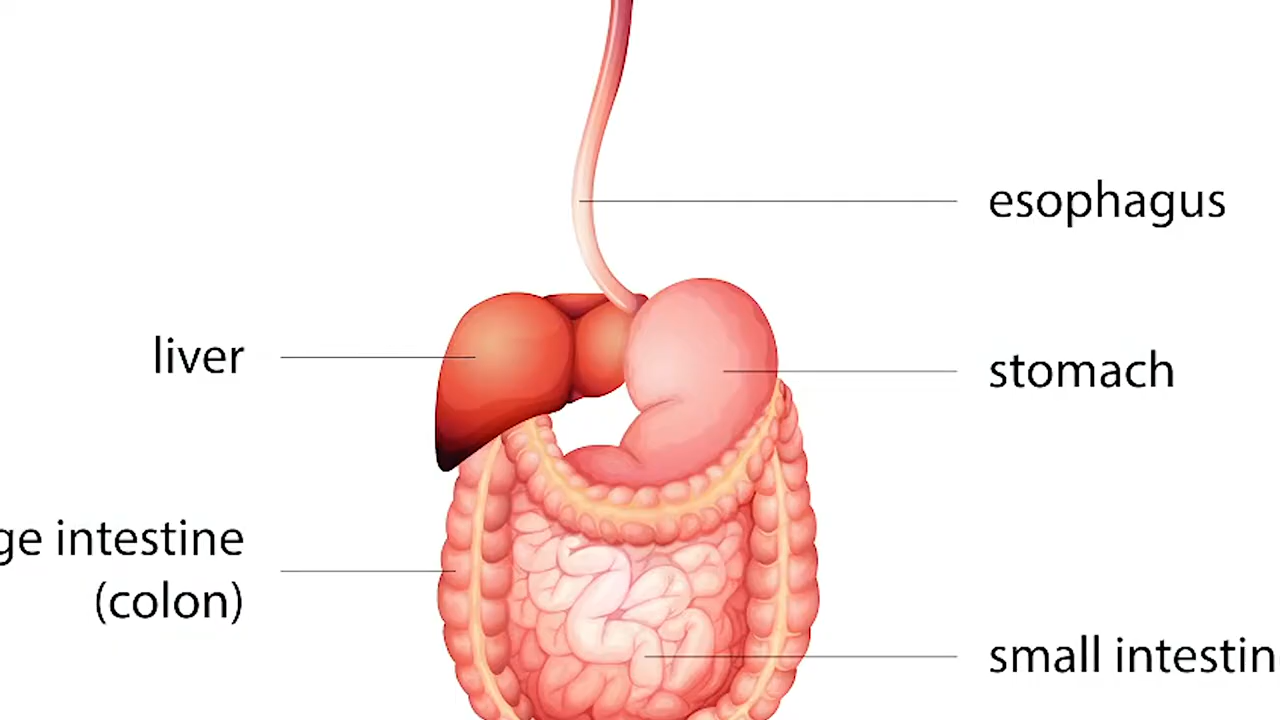 esophagus
liver
stomach
ge intestine
(colon)
small intestin